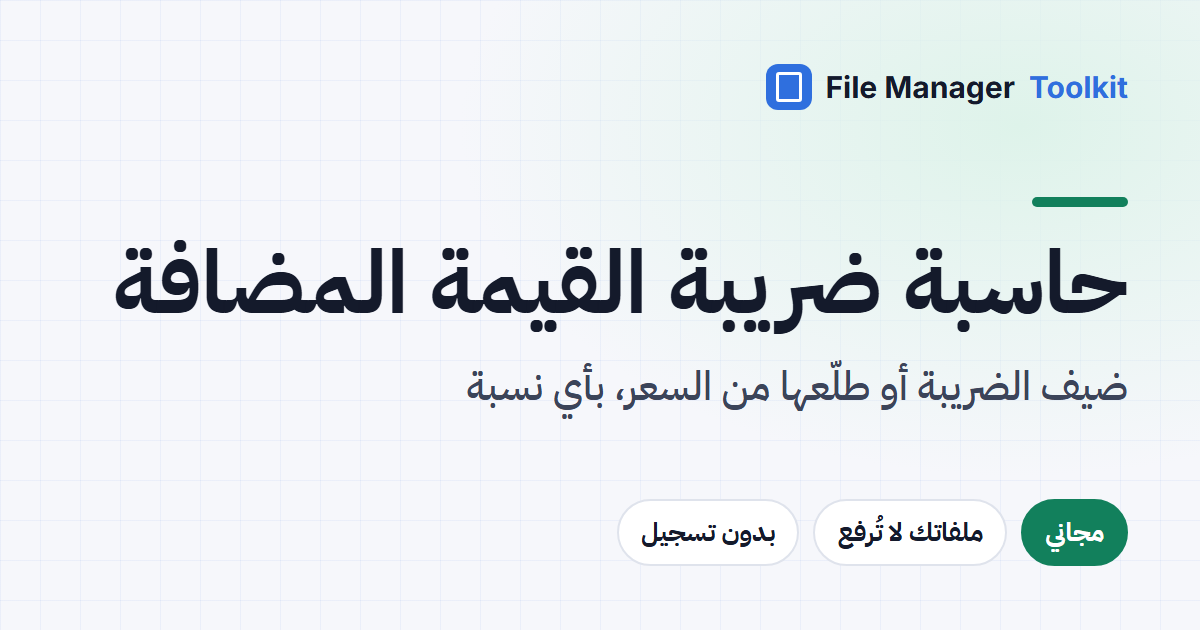 File Manager Toolkit
حاسبة ضريبة القيمة المضافة
ضيف الضريبة أو طلّعها من السعر، بأي نسبة
مجاني
ملفاتك لا تُرفع
بدون تسجيل